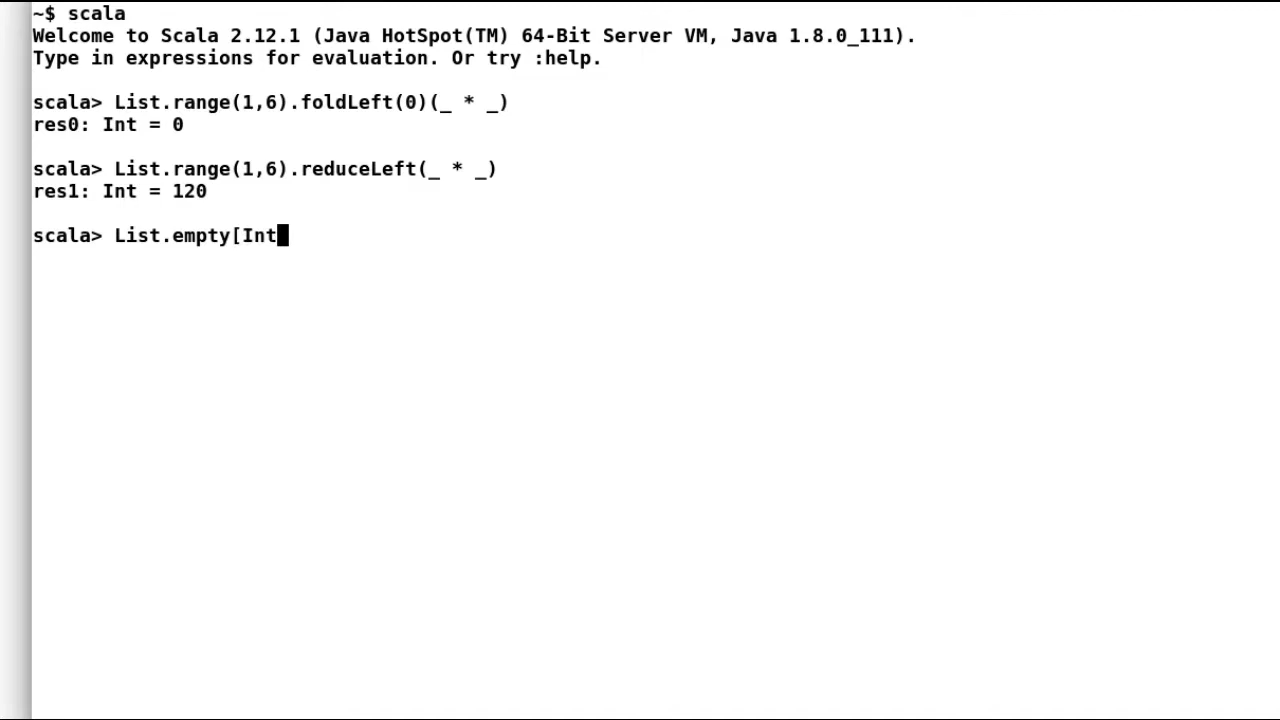 ~$ scala
Welcome to Scala 2.12.1 (Java HotSpot(TM) 64-Bit Server VM, Java 1.8.0_111).
Type in expressions for evaluation. Or try :help.
scala> List.range(1,6).foldLeft(0)(_ * _)
res0: Int = 0
scala> List.range(1,6).reduceLeft(_ * _)
res1: Int = 120
scala> List.empty[Int